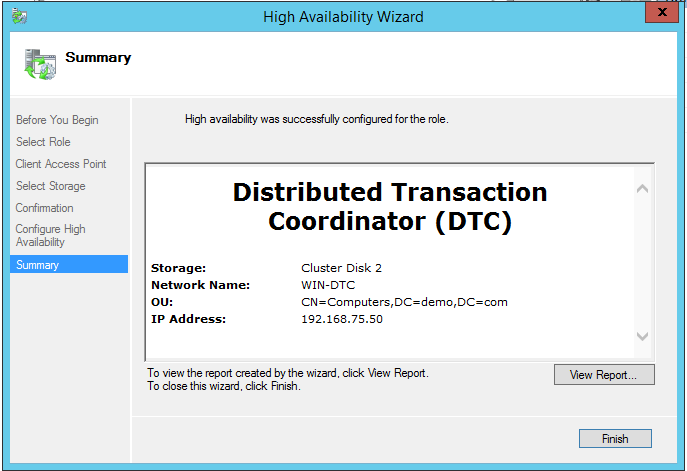 High Availability Wizard
x
Summary
Before You Begin
Select Role
Client Access Point
Select Storage
Confirmation
Configure High
Availability
Summary
High availability was successfully configured for the role.
Distributed Transaction
Coordinator (DTC)
Storage: Cluster Disk 2
Network Name: WIN-DTC
OU: CN=Computers,DC=demo,DC=com
IP Address: 192.168.75.50
To view the report created by the wizard, click View Report.
To close this wizard, click Finish.
View Report...
Finish